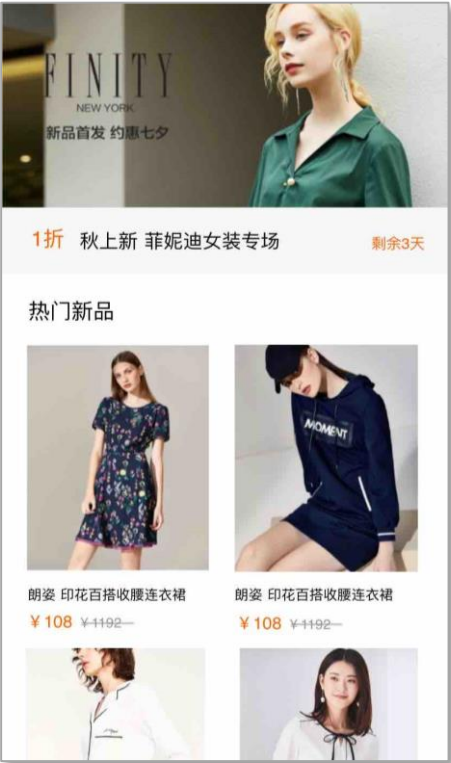 FINITY
NEW YORK
新品首发 约惠七夕
1折 秋上新 菲妮迪女装专场 剩余3天
热门新品
MOMENT
朗姿 印花百搭收腰连衣裙 朗姿 印花百搭收腰连衣裙
¥108 ¥1192 ¥108 ¥1192